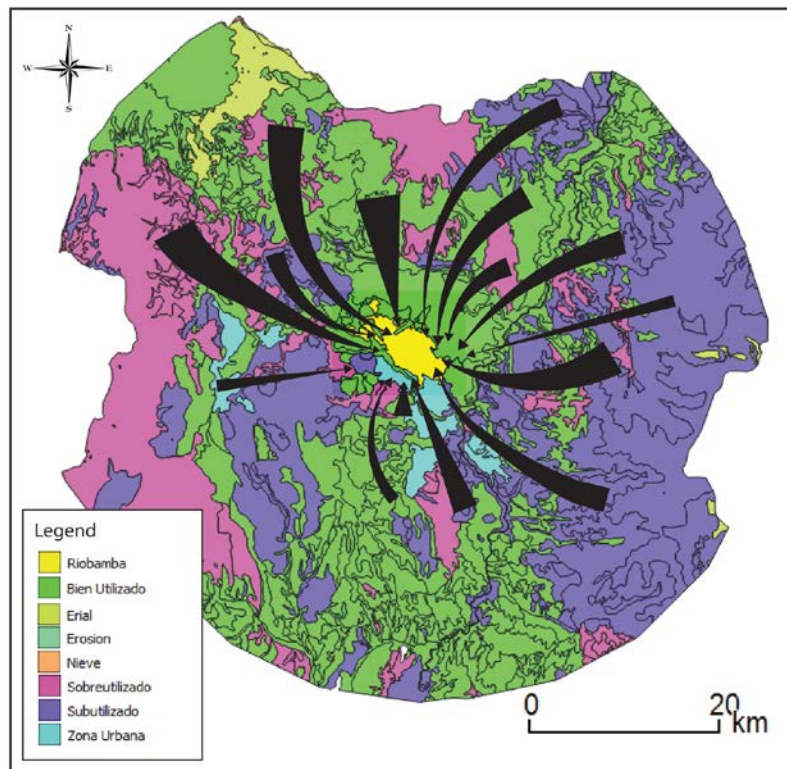 N
W E
S
Legend
Riobamba
Bien Utilizado
Erial
Erosion
Nieve
Sobreutilizado
Subutilizado
Zona Urbana
0 20
km